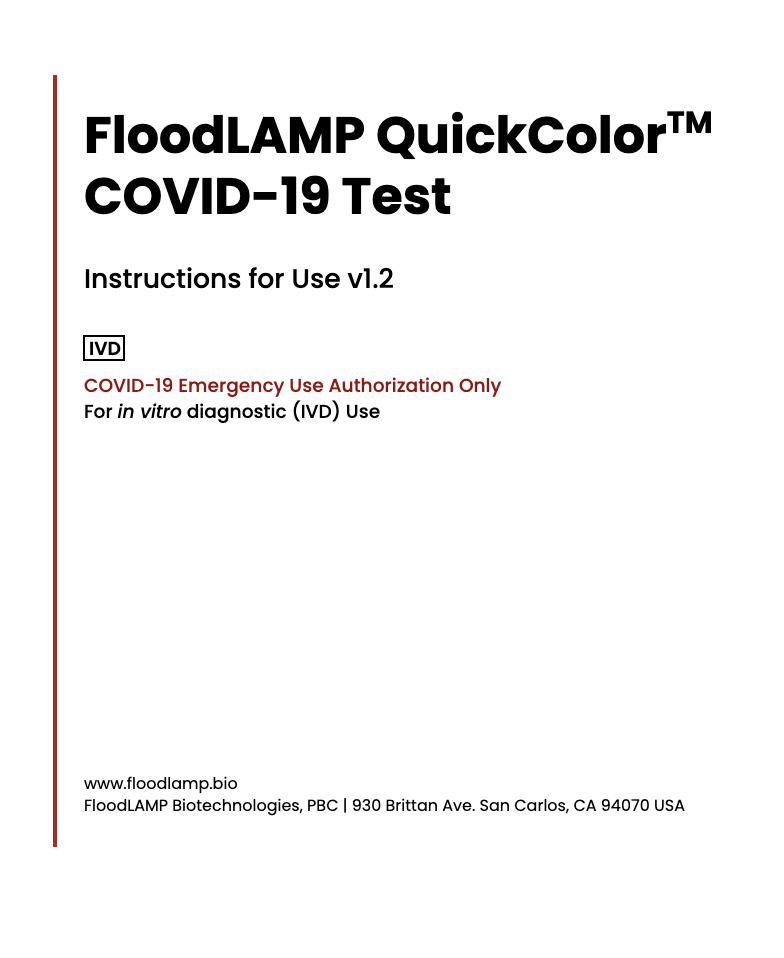 FloodLAMP QuickColor™
COVID-19 Test
Instructions for Use v1.2
IVD
COVID-19 Emergency Use Authorization Only
For in vitro diagnostic (IVD) Use
www.floodlamp.bio
FloodLAMP Biotechnologies, PBC | 930 Brittan Ave. San Carlos, CA 94070 USA